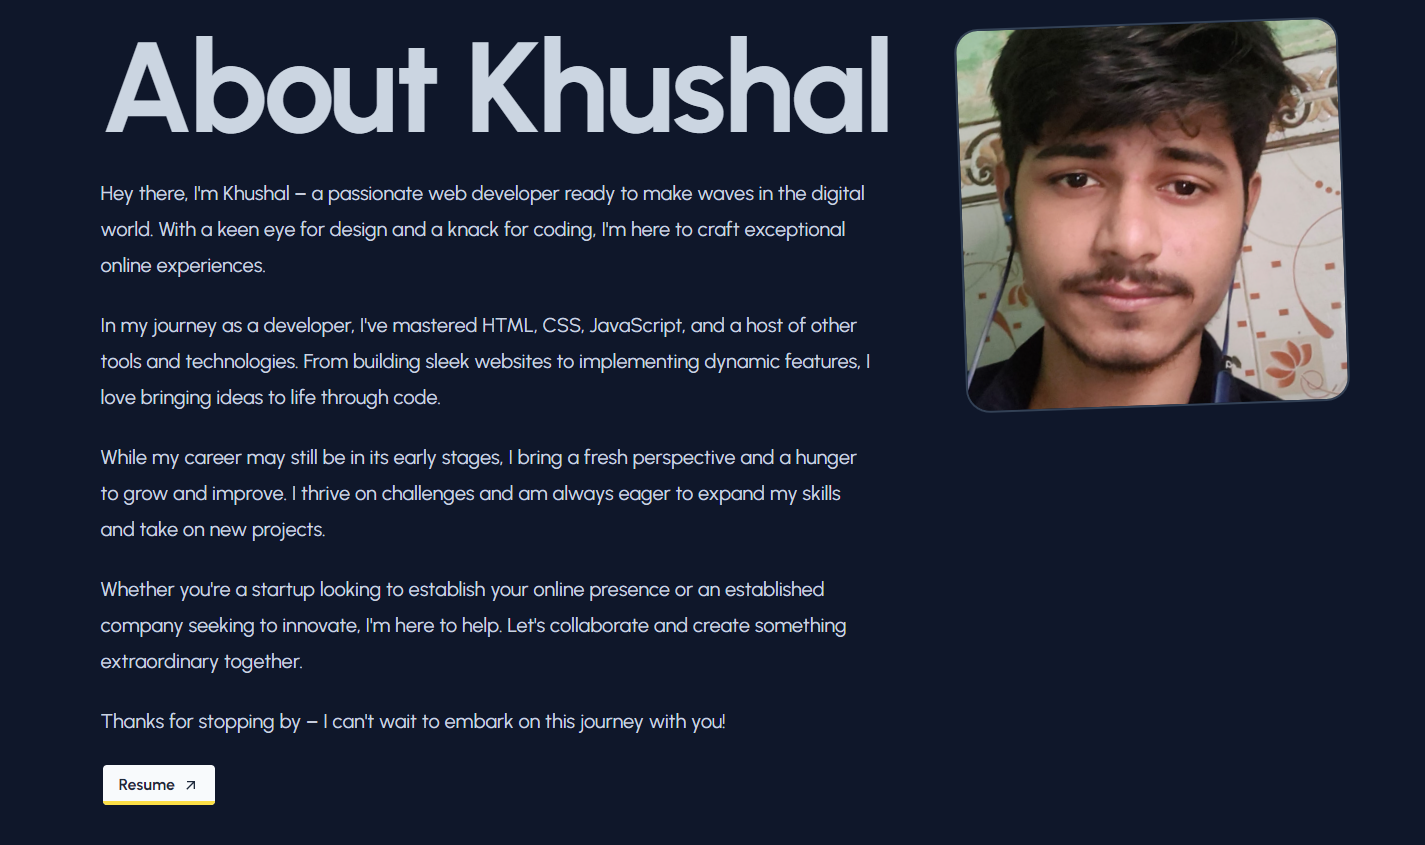 About Khushal
Hey there, I'm Khushal – a passionate web developer ready to make waves in the digital
world. With a keen eye for design and a knack for coding, I'm here to craft exceptional
online experiences.
In my journey as a developer, I've mastered HTML, CSS, JavaScript, and a host of other
tools and technologies. From building sleek websites to implementing dynamic features, I
love bringing ideas to life through code.
While my career may still be in its early stages, I bring a fresh perspective and a hunger
to grow and improve. I thrive on challenges and am always eager to expand my skills
and take on new projects.
Whether you're a startup looking to establish your online presence or an established
company seeking to innovate, I'm here to help. Let's collaborate and create something
extraordinary together.
Thanks for stopping by – I can't wait to embark on this journey with you!
Resume